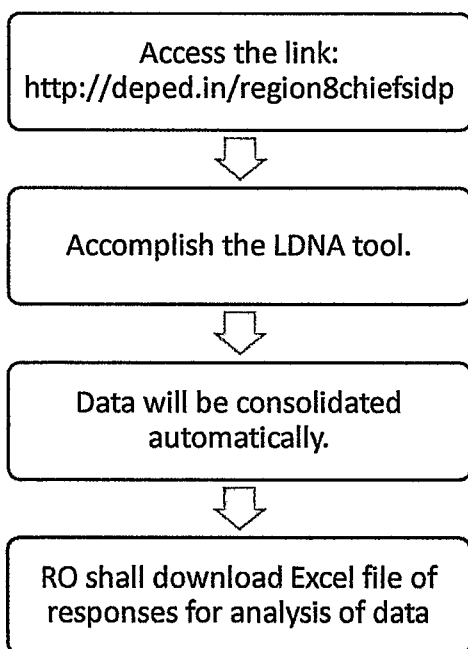 Access the link:
http://deped.in/region8chiefsidp
Accomplish the LDNA tool.
Data will be consolidated
automatically.
RO shall download Excel file of
responses for analysis of data